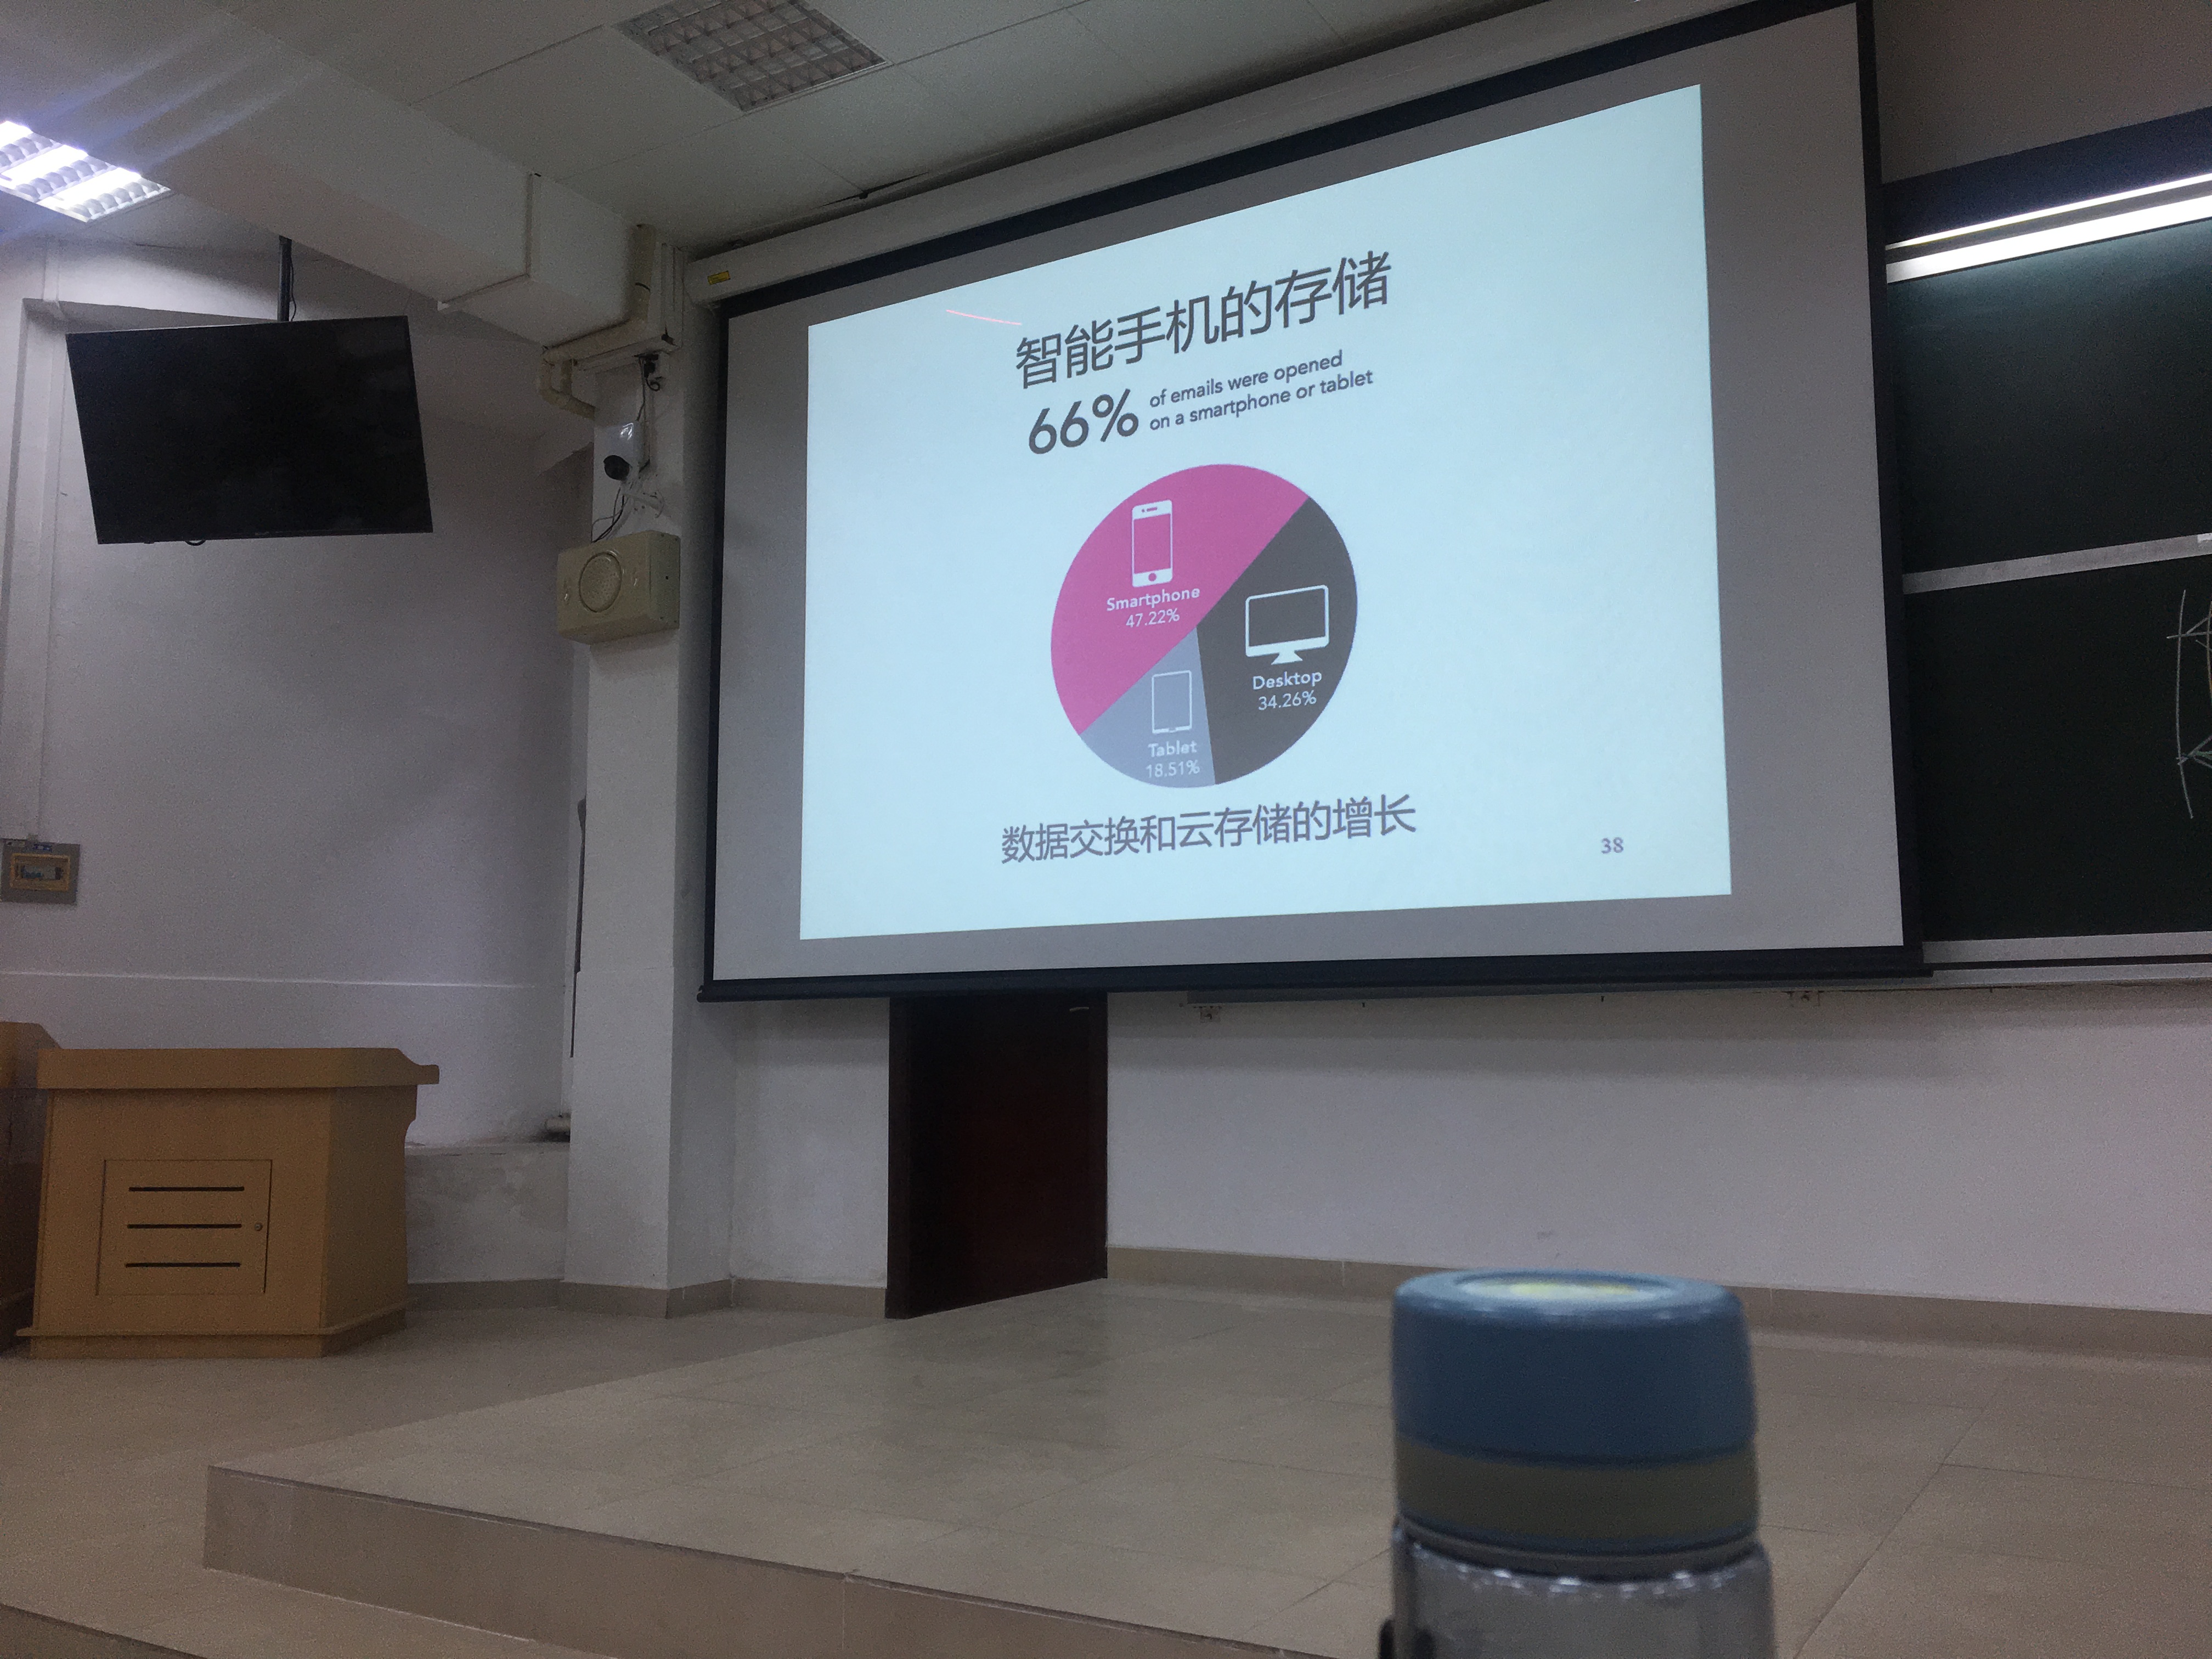 智能手机的存储
66%
of emails were opened
on a smartphone or tablet
Smartphone
47.22%
Desktop
34.26%
Tablet
18.51%
数据交换和云存储的增长
38